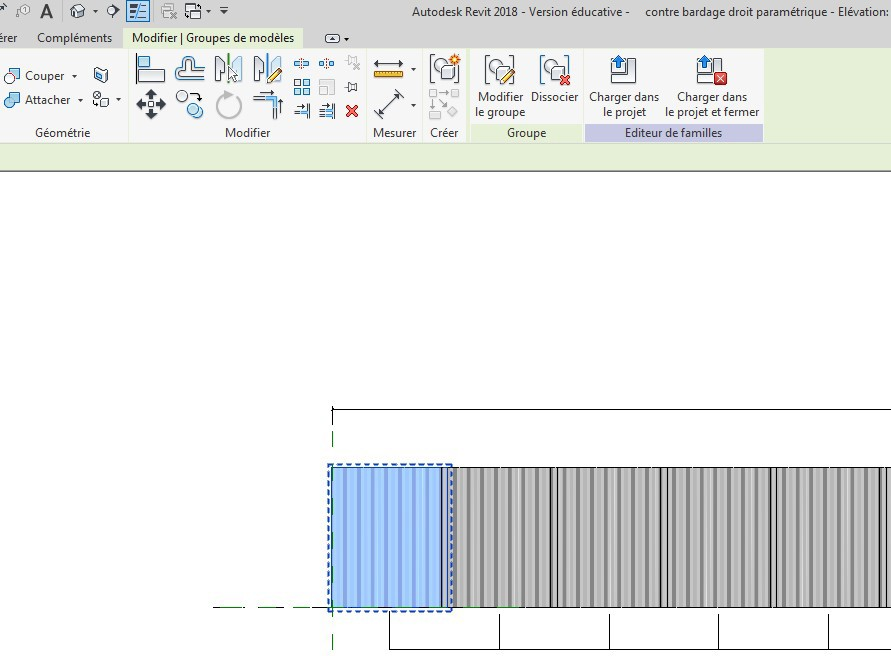 Autodesk Revit 2018 - Version éducative - contre bardage droit paramétrique - Elévation:
érer Compléments Modifier | Groupes de modèles
Couper
Attacher
Modifier
le groupe
Dissocier
Charger dans
le projet
Charger dans
le projet et fermer
Géométrie Modifier Mesurer Créer Groupe Editeur de familles